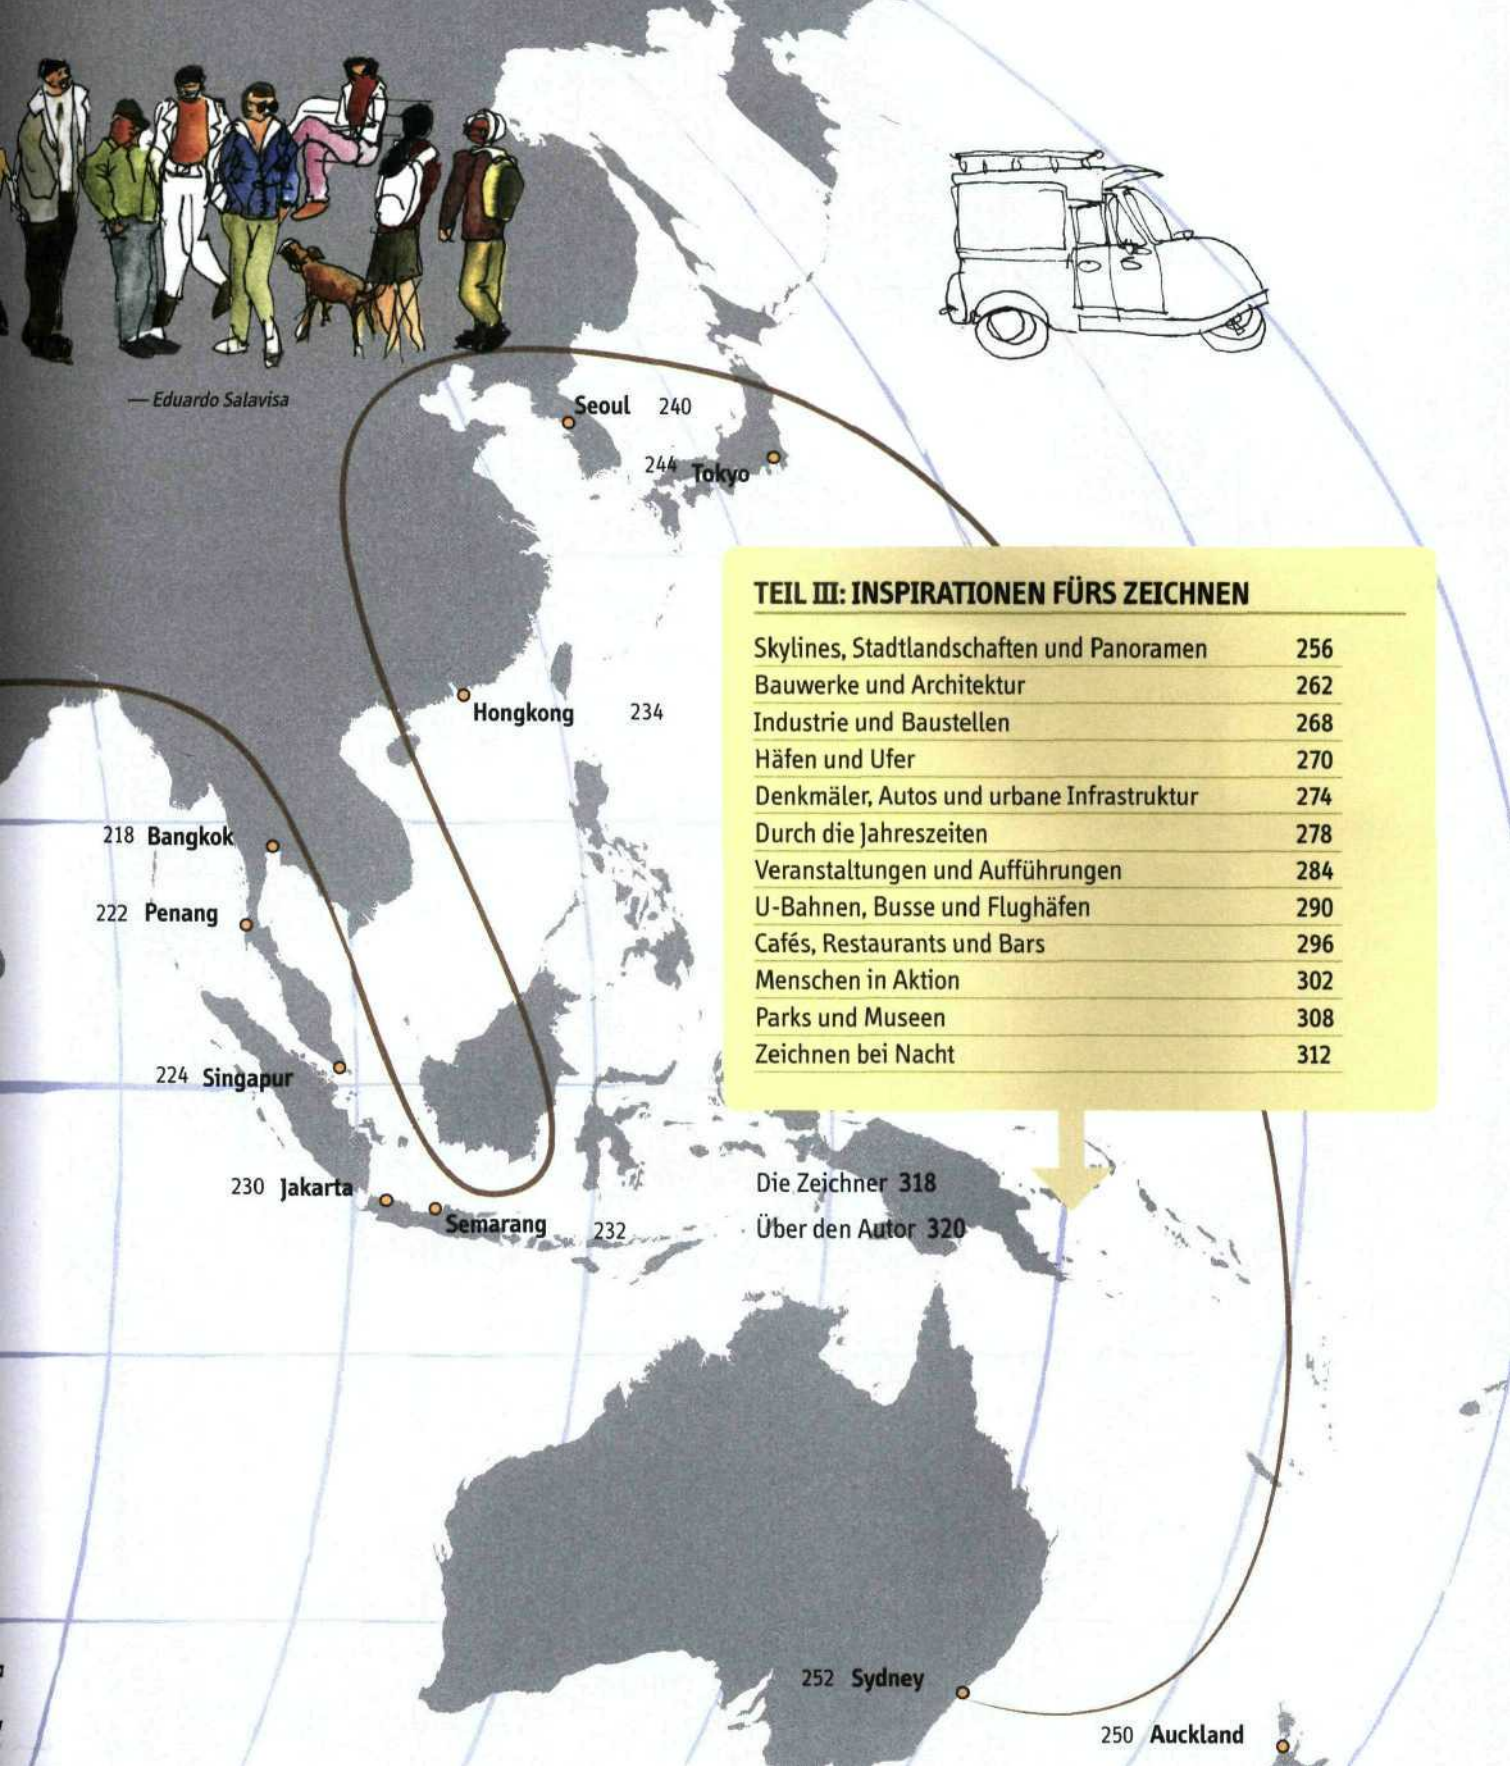 — Eduardo Salavisa
Seoul 240
244 Tokyo
TEIL III: INSPIRATIONEN FÜRS ZEICHNEN
Skylines, Stadtlandschaften und Panoramen 256
Bauwerke und Architektur 262
Industrie und Baustellen 268
Häfen und Ufer 270
Denkmäler, Autos und urbane Infrastruktur 274
Durch die Jahreszeiten 278
Veranstaltungen und Aufführungen 284
U-Bahnen, Busse und Flughäfen 290
Cafés, Restaurants und Bars 296
Menschen in Aktion 302
Parks und Museen 308
Zeichnen bei Nacht 312
Hongkong 234
218 Bangkok
222 Penang
224 Singapur
230 Jakarta
Semarang 232
Die Zeichner 318
Über den Autor 320
252 Sydney
250 Auckland